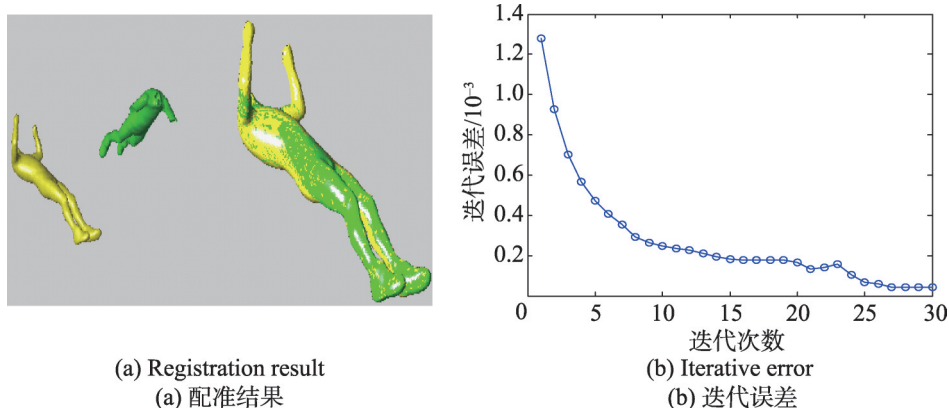 1.4
1.2
1.0
0.8
0.6
0.4
0.2
0 5 10 15 20 25 30
迭代误差/10⁻³
迭代次数
(a) Registration result
(a) 配准结果
(b) Iterative error
(b) 迭代误差